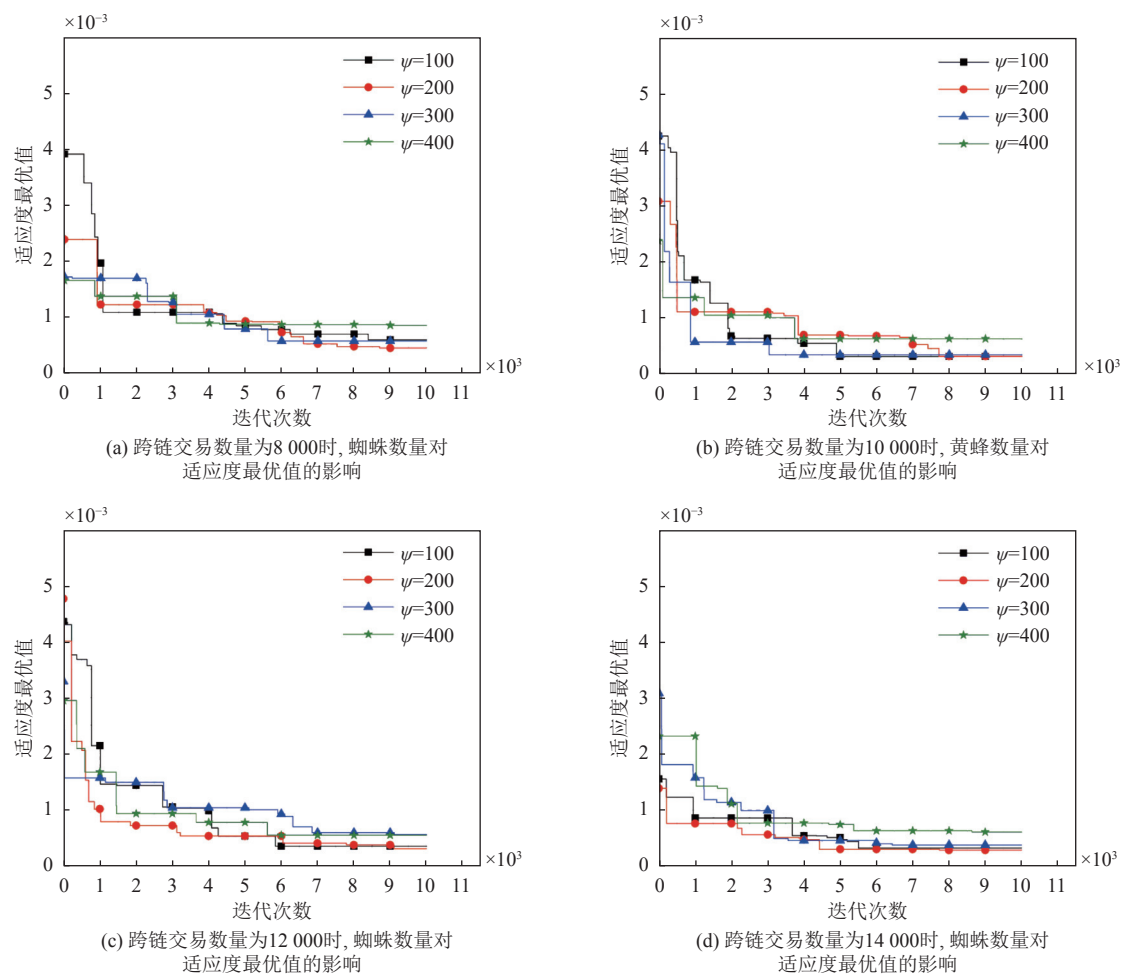 ×10⁻³
ψ=100
ψ=200
ψ=300
ψ=400
适应度最优值
5
4
3
2
1
0
0 1 2 3 4 5 6 7 8 9 10 11
×10³
迭代次数
(a) 跨链交易数量为8 000时, 蜘蛛数量对
适应度最优值的影响
×10⁻³
ψ=100
ψ=200
ψ=300
ψ=400
适应度最优值
5
4
3
2
1
0
0 1 2 3 4 5 6 7 8 9 10 11
×10³
迭代次数
(b) 跨链交易数量为10 000时, 黄蜂数量对
适应度最优值的影响
×10⁻³
ψ=100
ψ=200
ψ=300
ψ=400
适应度最优值
5
4
3
2
1
0
0 1 2 3 4 5 6 7 8 9 10 11
×10³
迭代次数
(c) 跨链交易数量为12 000时, 蜘蛛数量对
适应度最优值的影响
×10⁻³
ψ=100
ψ=200
ψ=300
ψ=400
适应度最优值
5
4
3
2
1
0
0 1 2 3 4 5 6 7 8 9 10 11
×10³
迭代次数
(d) 跨链交易数量为14 000时, 蜘蛛数量对
适应度最优值的影响